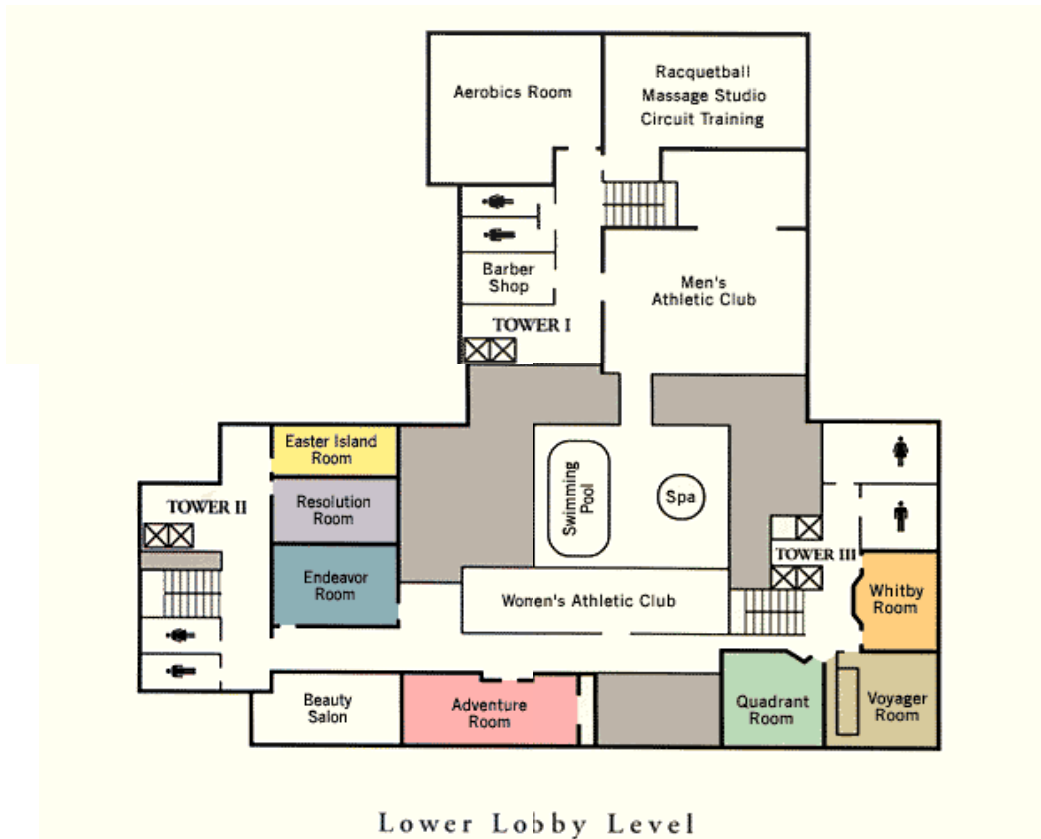 Aerobics Room
Racquetball
Massage Studio
Circuit Training
Barber
Shop
Men's
Athletic Club
TOWER I
Easter Island
Room
Resolution
Room
TOWER II
Endeavor
Room
Swimming
Pool
Spa
TOWER III
Whitby
Room
Women's Athletic Club
Beauty
Salon
Adventure
Room
Quadrant
Room
Voyager
Room
Lower Lobby Level